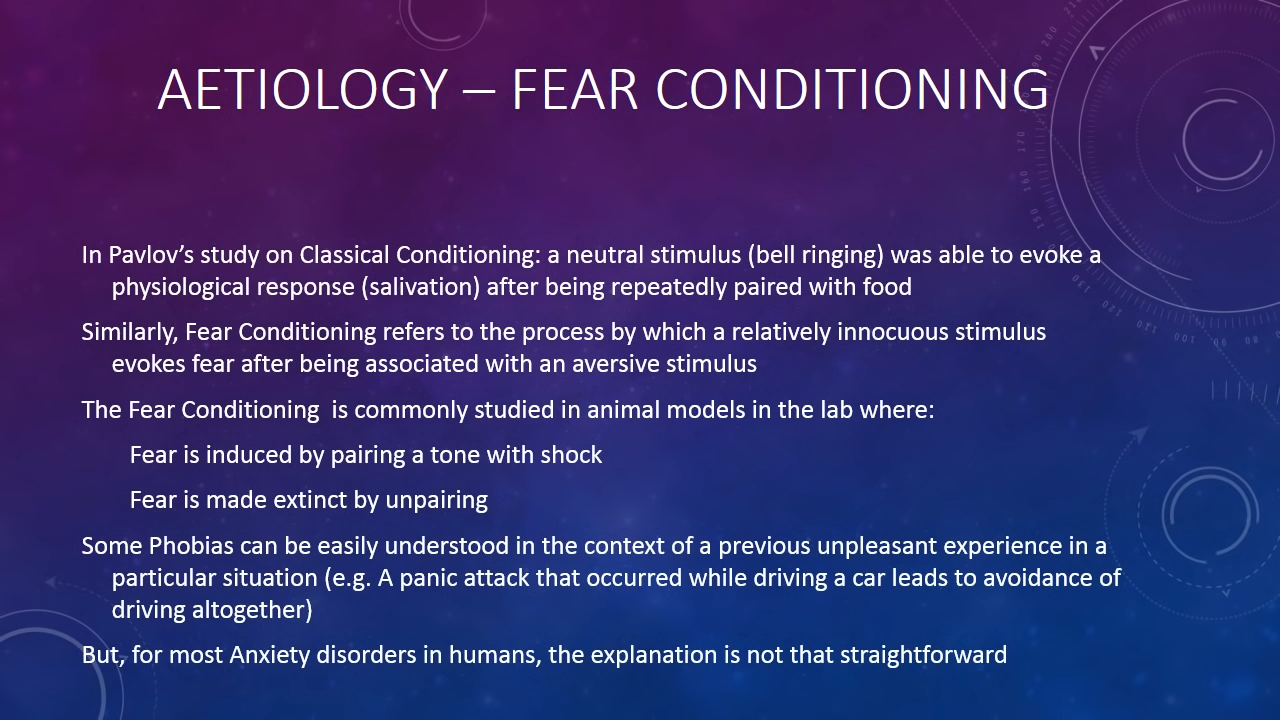 AETIOLOGY – FEAR CONDITIONING
In Pavlov’s study on Classical Conditioning: a neutral stimulus (bell ringing) was able to evoke a
physiological response (salivation) after being repeatedly paired with food
Similarly, Fear Conditioning refers to the process by which a relatively innocuous stimulus
evokes fear after being associated with an aversive stimulus
The Fear Conditioning  is commonly studied in animal models in the lab where:
Fear is induced by pairing a tone with shock
Fear is made extinct by unpairing
Some Phobias can be easily understood in the context of a previous unpleasant experience in a
particular situation (e.g. A panic attack that occurred while driving a car leads to avoidance of
driving altogether)
But, for most Anxiety disorders in humans, the explanation is not that straightforward